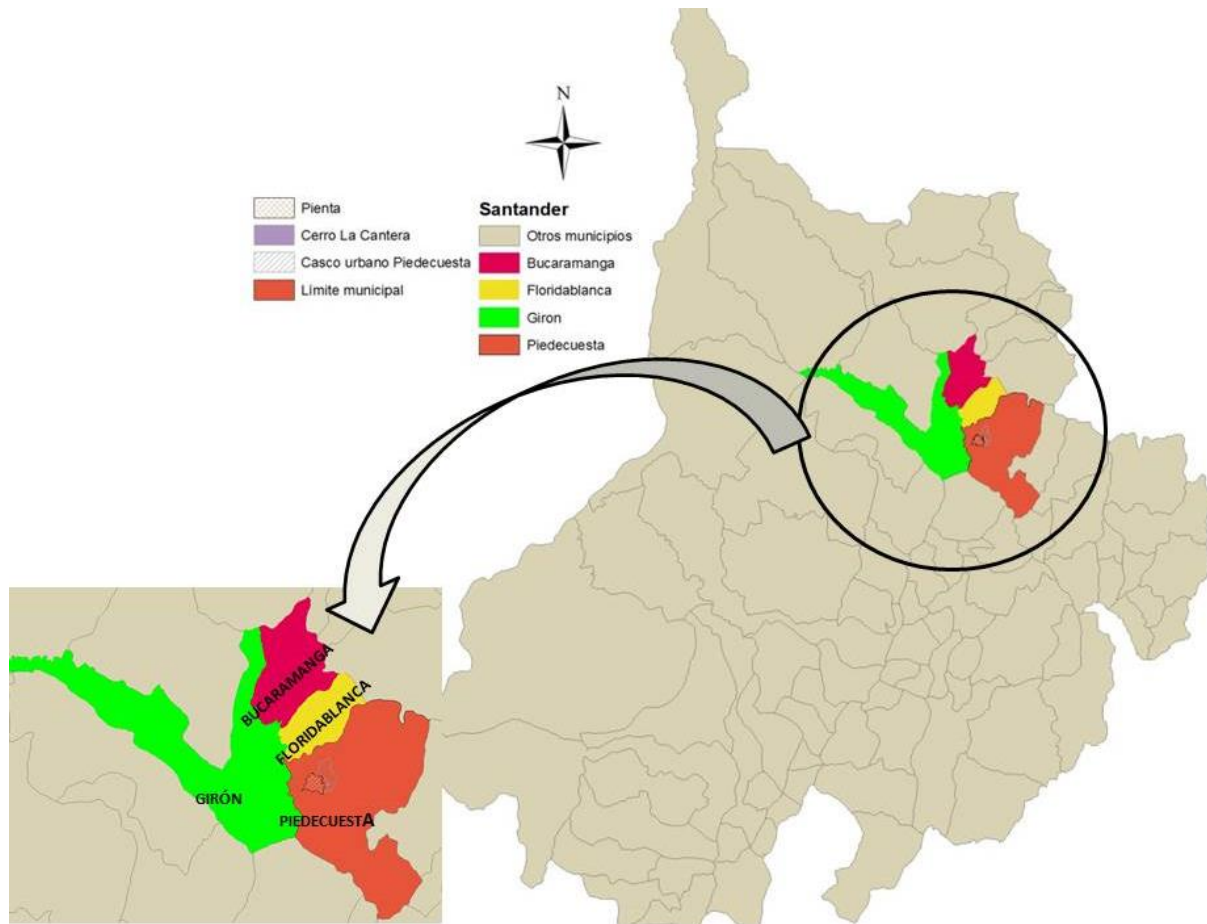 N
Pienta
Cerro La Cantera
Casco urbano Piedecuesta
Límite municipal
Santander
Otros municipios
Bucaramanga
Floridablanca
Giron
Piedecuesta
BUCARAMANGA
FLORIDABLANCA
GIRÓN
PIEDECUESTA